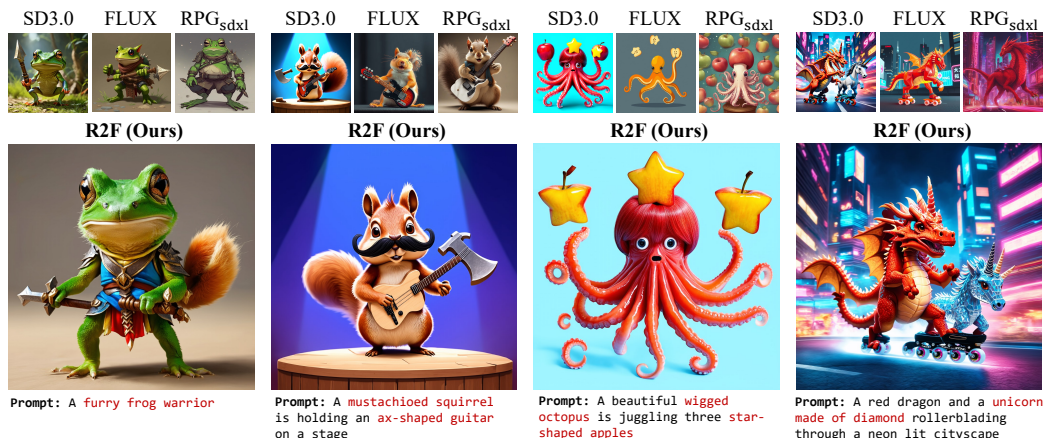 SD3.0 FLUX RPGsdxl
R2F (Ours)
Prompt: A furry frog warrior
SD3.0 FLUX RPGsdxl
R2F (Ours)
Prompt: A mustachioed squirrel
is holding an ax-shaped guitar
on a stage
SD3.0 FLUX RPGsdxl
R2F (Ours)
Prompt: A beautiful wigged
octopus is juggling three star-
shaped apples
SD3.0 FLUX RPGsdxl
R2F (Ours)
Prompt: A red dragon and a unicorn
made of diamond rollerblading
through a neon lit cityscape